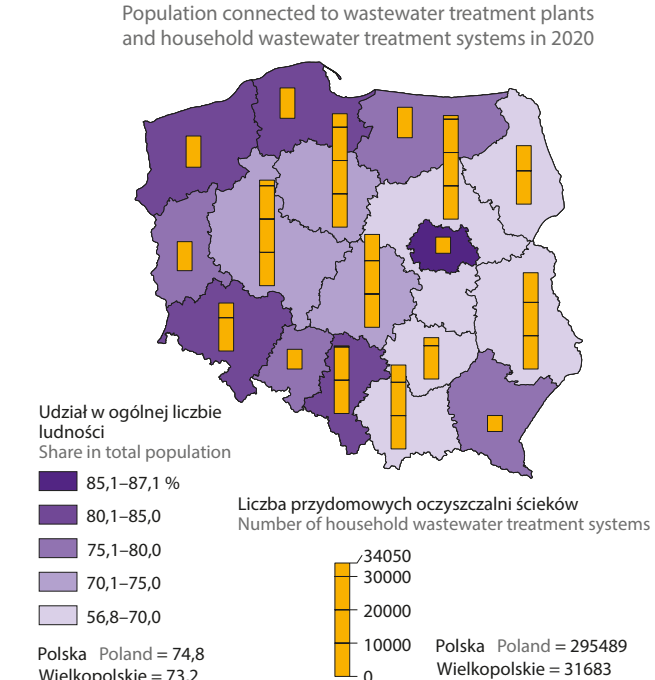 Population connected to wastewater treatment plants
and household wastewater treatment systems in 2020
Udział w ogólnej liczbie
ludności
Share in total population
85,1–87,1 %
80,1–85,0
75,1–80,0
70,1–75,0
56,8–70,0
Polska Poland = 74,8
Wielkopolskie = 73,2
Liczba przydomowych oczyszczalni ścieków
Number of household wastewater treatment systems
34050
30000
20000
10000
0
Polska Poland = 295489
Wielkopolskie = 31683